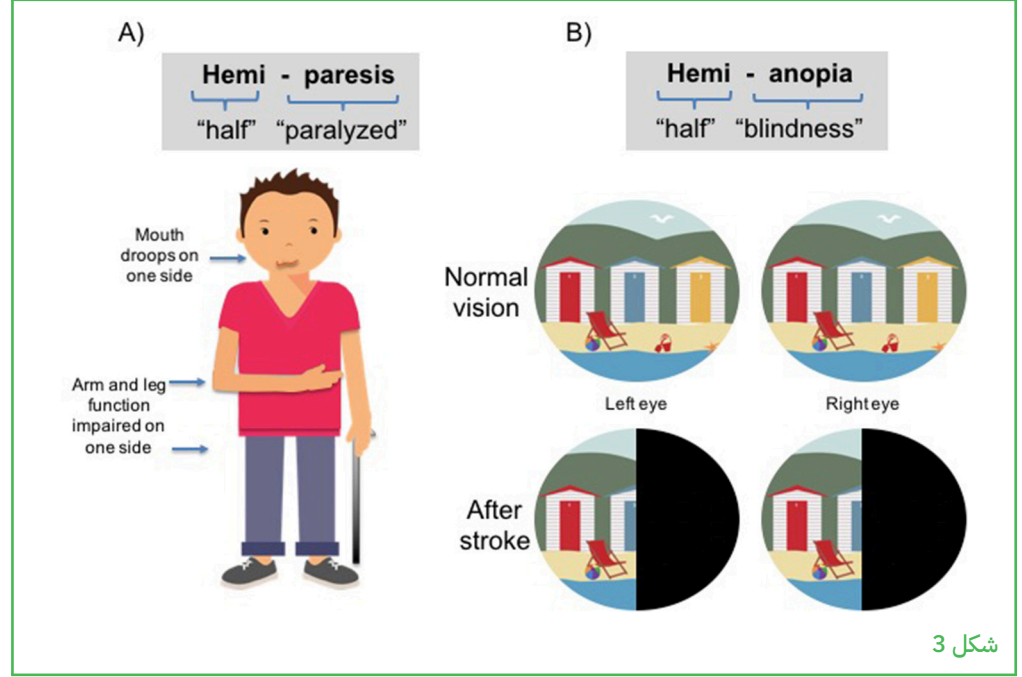 A)
Hemi - paresis
“half” “paralyzed”
Mouth
droops on
one side
Arm and leg
function
impaired on
one side
B)
Hemi - anopia
“half” “blindness”
Normal
vision
Left eye
Right eye
After
stroke
شكل 3